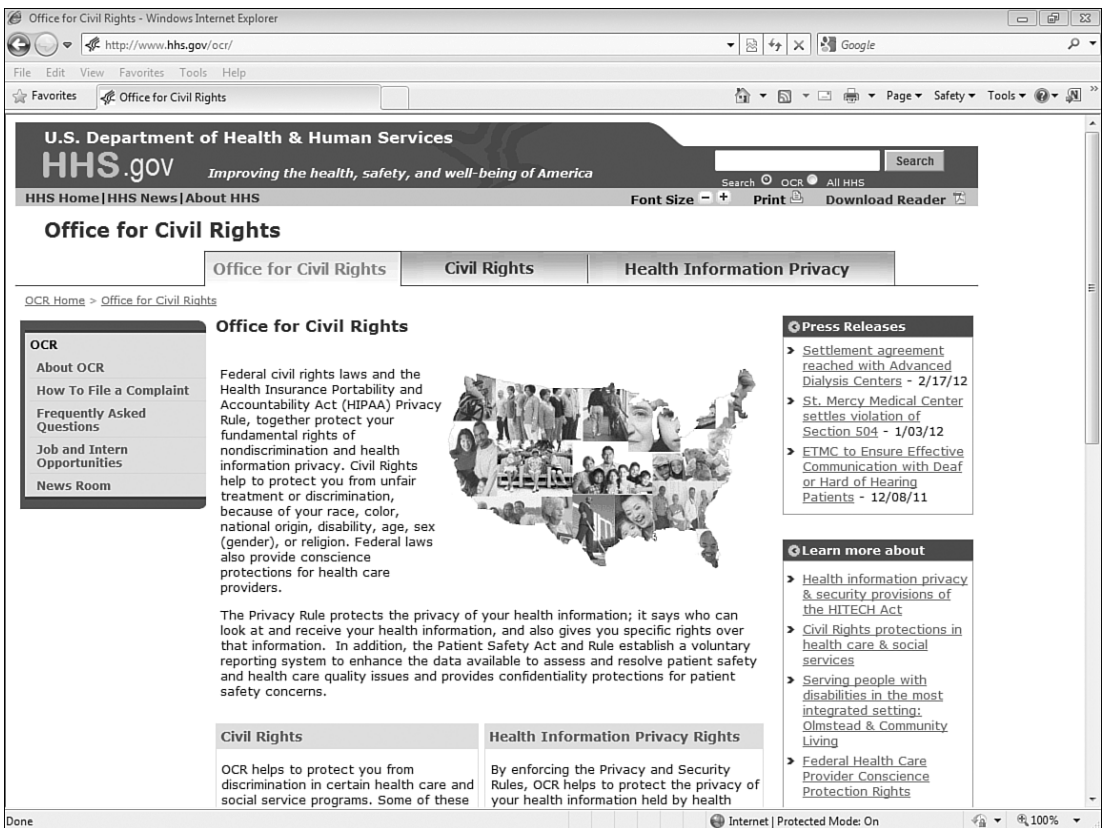 Office for Civil Rights - Windows Internet Explorer
http://www.hhs.gov/ocr/
Google
File Edit View Favorites Tools Help
Favorites
Office for Civil Rights
Page Safety Tools
U.S. Department of Health & Human Services
HHS.gov
Improving the health, safety, and well-being of America
Search
Search OCR All HHS
HHS Home|HHS News|About HHS
Font Size - + Print Download Reader
Office for Civil Rights
Office for Civil Rights
Civil Rights
Health Information Privacy
OCR Home > Office for Civil Rights
OCR
About OCR
How To File a Complaint
Frequently Asked
Questions
Job and Intern
Opportunities
News Room
Office for Civil Rights
Federal civil rights laws and the
Health Insurance Portability and
Accountability Act (HIPAA) Privacy
Rule, together protect your
fundamental rights of
nondiscrimination and health
information privacy. Civil Rights
help to protect you from unfair
treatment or discrimination,
because of your race, color,
national origin, disability, age, sex
(gender), or religion. Federal laws
also provide conscience
protections for health care
providers.
The Privacy Rule protects the privacy of your health information; it says who can
look at and receive your health information, and also gives you specific rights over
that information. In addition, the Patient Safety Act and Rule establish a voluntary
reporting system to enhance the data available to assess and resolve patient safety
and health care quality issues and provides confidentiality protections for patient
safety concerns.
Civil Rights
OCR helps to protect you from
discrimination in certain health care and
social service programs. Some of these
Health Information Privacy Rights
By enforcing the Privacy and Security
Rules, OCR helps to protect the privacy of
your health information held by health
Press Releases
Settlement agreement
reached with Advanced
Dialysis Centers - 2/17/12
St. Mercy Medical Center
settles violation of
Section 504 - 1/03/12
ETMC to Ensure Effective
Communication with Deaf
or Hard of Hearing
Patients - 12/08/11
Learn more about
Health information privacy
& security provisions of
the HITECH Act
Civil Rights protections in
health care & social
services
Serving people with
disabilities in the most
integrated setting:
Olmstead & Community
Living
Federal Health Care
Provider Conscience
Protection Rights
Done
Internet | Protected Mode: On
100%